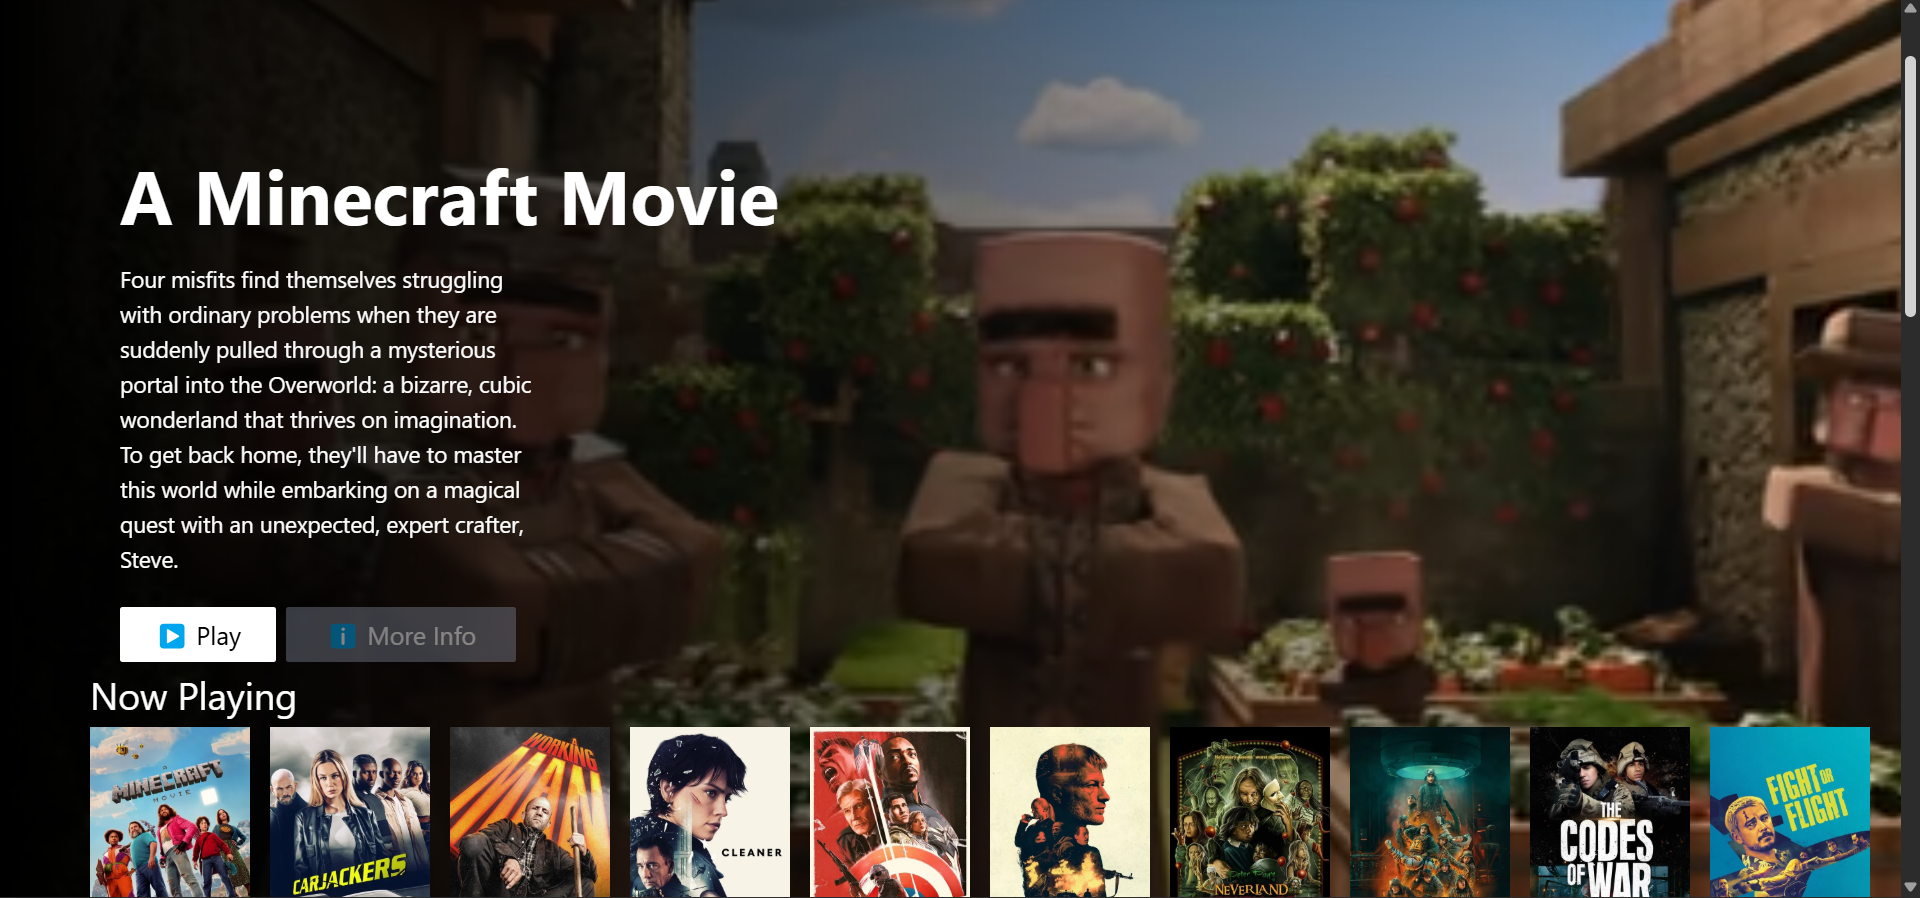 A Minecraft Movie
Four misfits find themselves struggling
with ordinary problems when they are
suddenly pulled through a mysterious
portal into the Overworld: a bizarre, cubic
wonderland that thrives on imagination.
To get back home, they'll have to master
this world while embarking on a magical
quest with an unexpected, expert crafter,
Steve.
Play
More Info
Now Playing
A
MINECRAFT
MOVIE
CARJACKERS
A WORKING
MAN
CLEANER
NEVERLAND
THE
CODES
OF WAR
FIGHT OR
FLIGHT